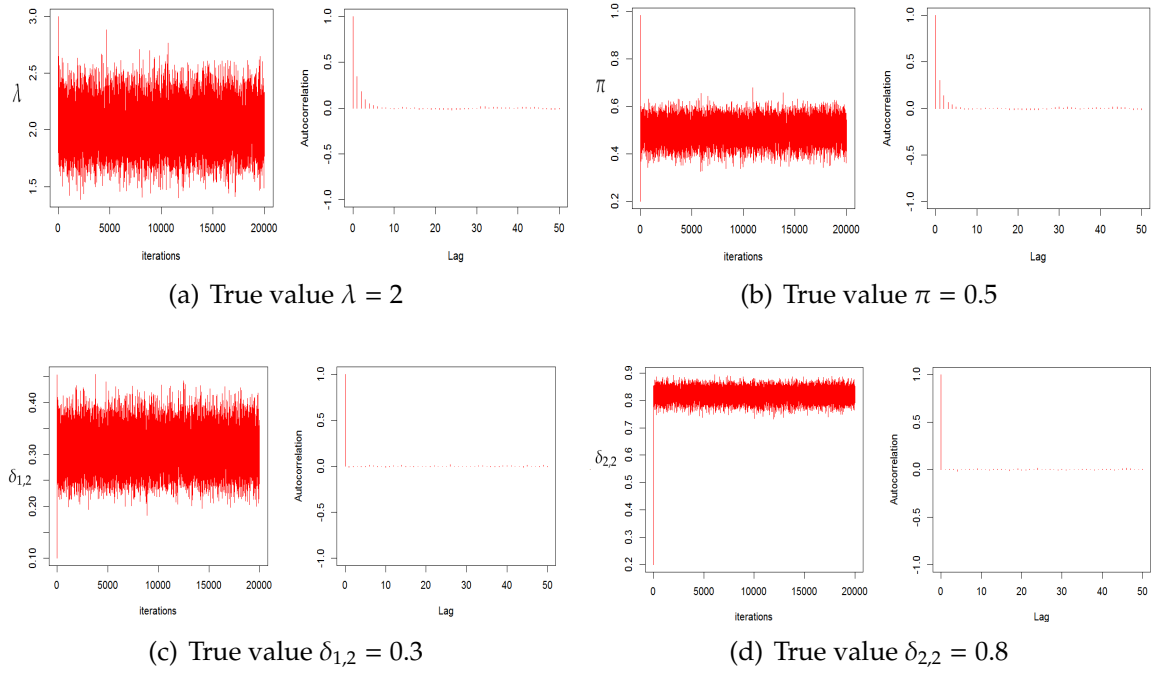 3.0
2.5
2.0
1.5
λ
0 5000 10000 15000 20000
iterations
1.0
0.5
0.0
-0.5
-1.0
Autocorrelation
0 10 20 30 40 50
Lag
(a) True value λ = 2
1.0
0.8
0.6
0.4
0.2
π
0 5000 10000 15000 20000
iterations
1.0
0.5
0.0
-0.5
-1.0
Autocorrelation
0 10 20 30 40 50
Lag
(b) True value π = 0.5
0.40
0.30
0.20
0.10
δ1,2
0 5000 10000 15000 20000
iterations
1.0
0.5
0.0
-0.5
-1.0
Autocorrelation
0 10 20 30 40 50
Lag
(c) True value δ1,2 = 0.3
0.9
0.8
0.7
0.6
0.5
0.4
0.3
0.2
δ2,2
0 5000 10000 15000 20000
iterations
1.0
0.5
0.0
-0.5
-1.0
Autocorrelation
0 10 20 30 40 50
Lag
(d) True value δ2,2 = 0.8